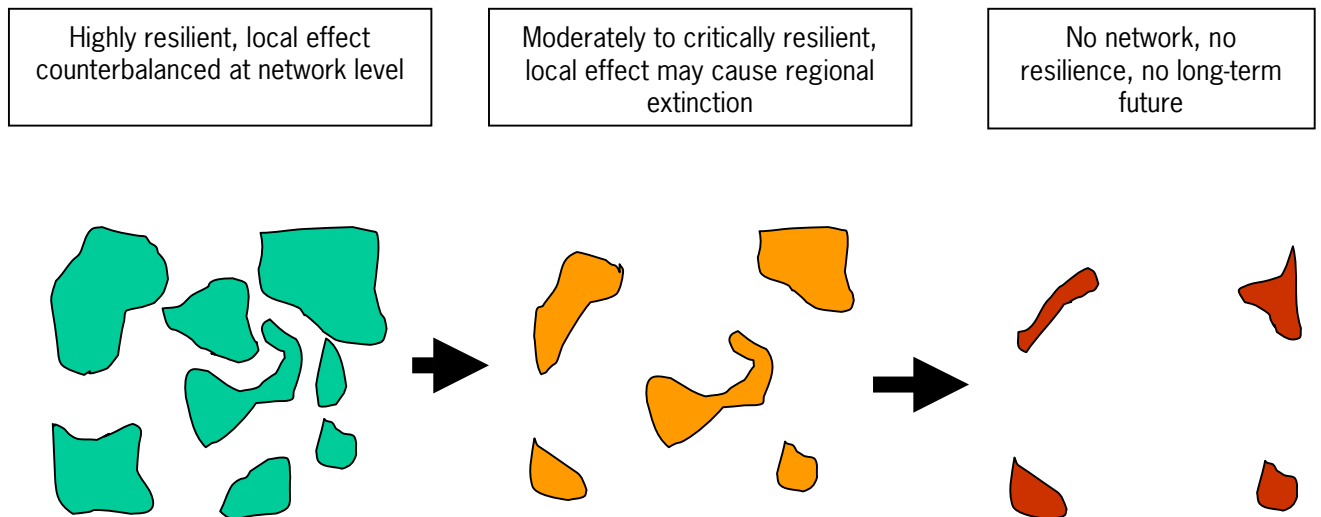 Highly resilient, local effect
counterbalanced at network level
Moderately to critically resilient,
local effect may cause regional
extinction
No network, no
resilience, no long-term
future